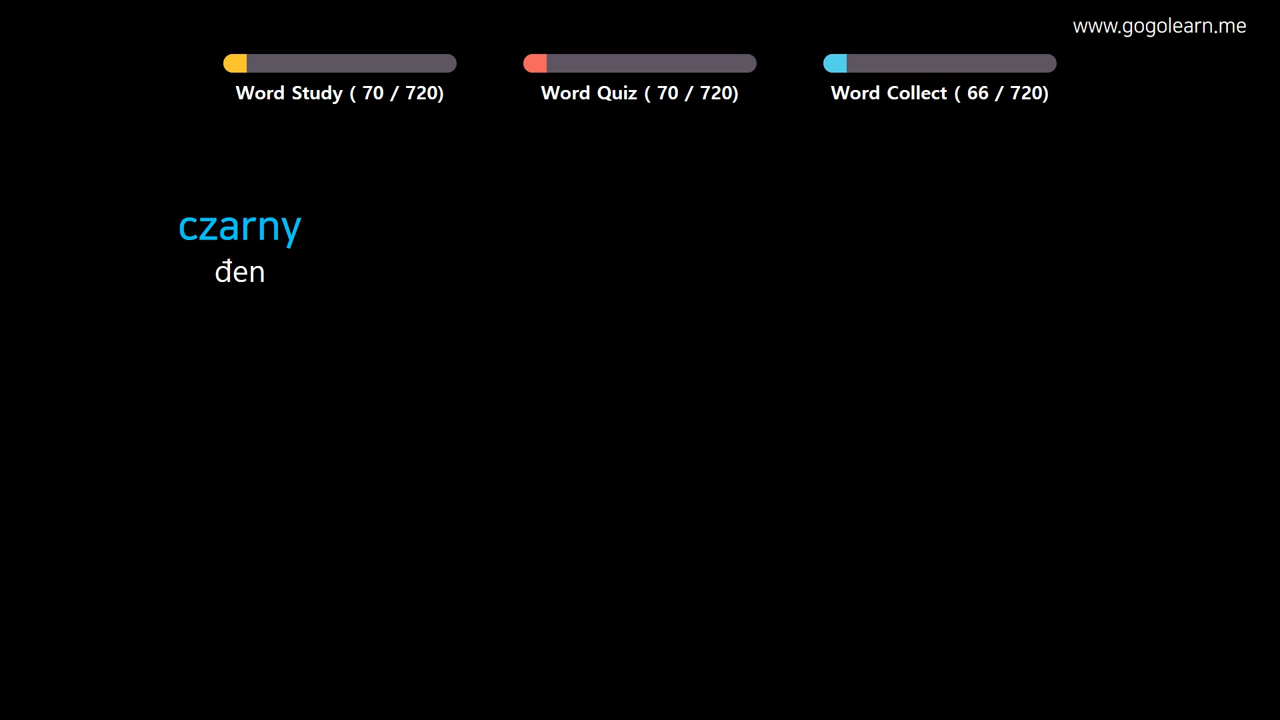 www.gogolearn.me
Word Study ( 70 / 720)
Word Quiz ( 70 / 720)
Word Collect ( 66 / 720)
czarny
đen